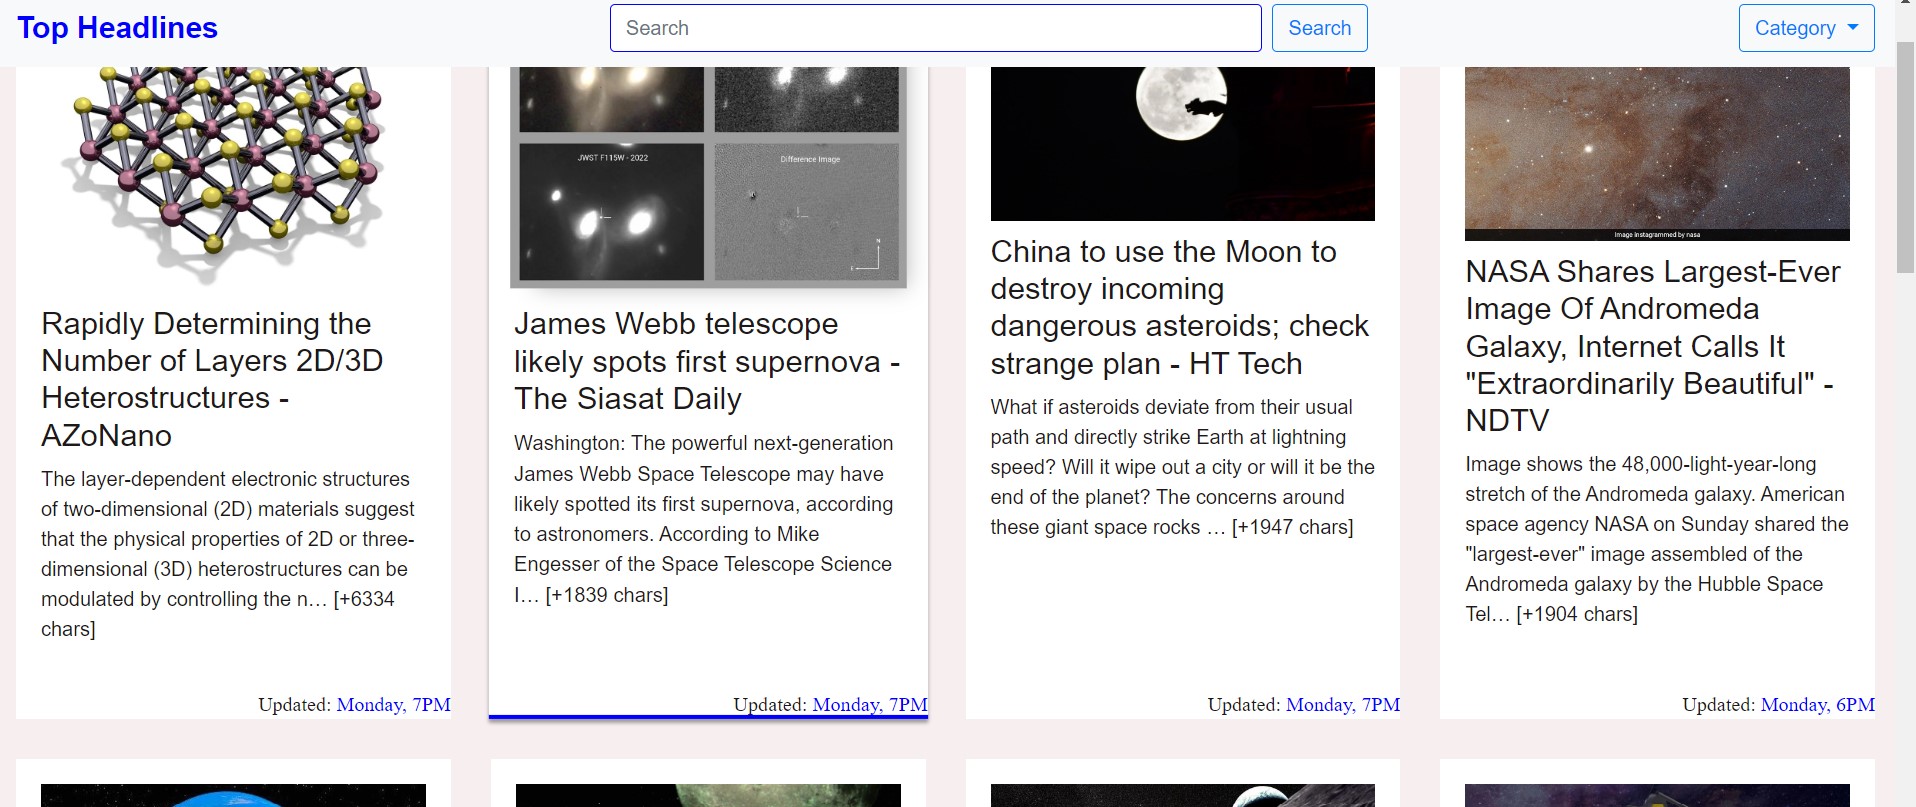 Top Headlines
Search
Search
Category
Rapidly Determining the
Number of Layers 2D/3D
Heterostructures -
AZoNano
The layer-dependent electronic structures
of two-dimensional (2D) materials suggest
that the physical properties of 2D or three-
dimensional (3D) heterostructures can be
modulated by controlling the n… [+6334
chars]
Updated: Monday, 7PM
JWST F115W - 2022
Difference Image
N
E
James Webb telescope
likely spots first supernova -
The Siasat Daily
Washington: The powerful next-generation
James Webb Space Telescope may have
likely spotted its first supernova, according
to astronomers. According to Mike
Engesser of the Space Telescope Science
I… [+1839 chars]
Updated: Monday, 7PM
China to use the Moon to
destroy incoming
dangerous asteroids; check
strange plan - HT Tech
What if asteroids deviate from their usual
path and directly strike Earth at lightning
speed? Will it wipe out a city or will it be the
end of the planet? The concerns around
these giant space rocks … [+1947 chars]
Updated: Monday, 7PM
Image Instagrammed by nasa
NASA Shares Largest-Ever
Image Of Andromeda
Galaxy, Internet Calls It
"Extraordinarily Beautiful" -
NDTV
Image shows the 48,000-light-year-long
stretch of the Andromeda galaxy. American
space agency NASA on Sunday shared the
"largest-ever" image assembled of the
Andromeda galaxy by the Hubble Space
Tel… [+1904 chars]
Updated: Monday, 6PM